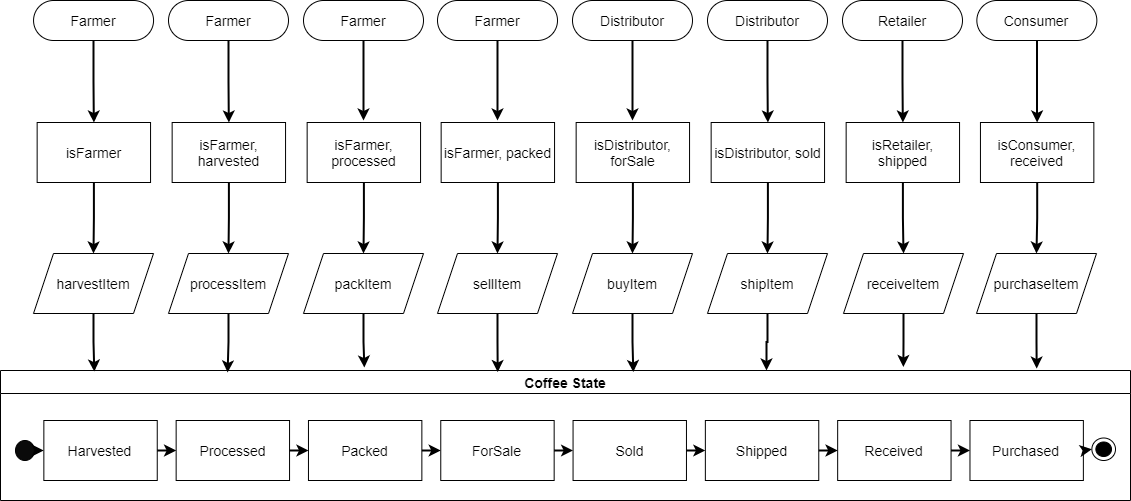 Farmer
Farmer
Farmer
Farmer
Distributor
Distributor
Retailer
Consumer
isFarmer
isFarmer,
harvested
isFarmer,
processed
isFarmer, packed
isDistributor,
forSale
isDistributor, sold
isRetailer,
shipped
isConsumer,
received
harvestItem
processItem
packItem
sellItem
buyItem
shipItem
receiveItem
purchaseItem
Coffee State
Harvested
Processed
Packed
ForSale
Sold
Shipped
Received
Purchased